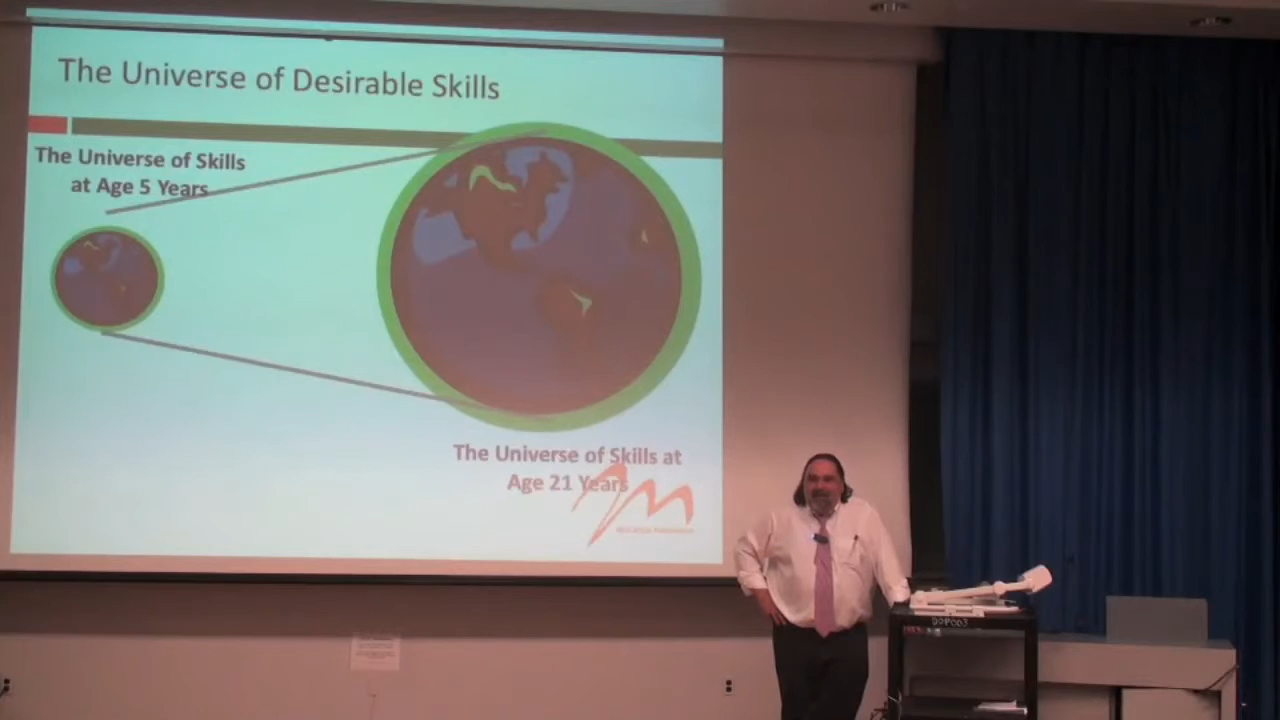 The Universe of Desirable Skills
The Universe of Skills
at Age 5 Years
The Universe of Skills at
Age 21 Years